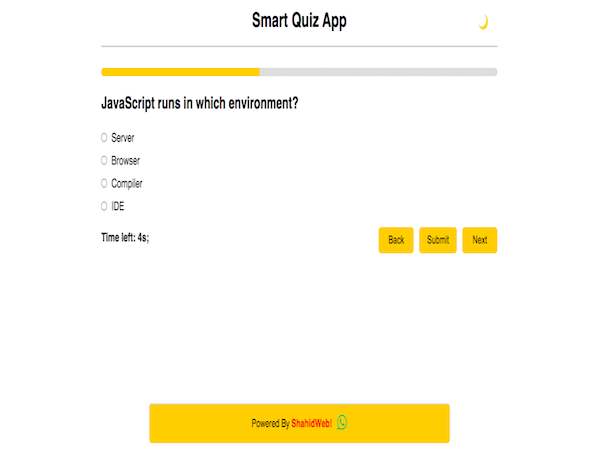 Smart Quiz App
JavaScript runs in which environment?
Server
Browser
Compiler
IDE
Time left: 4s;
Back Submit Next
Powered By ShahidWeb!